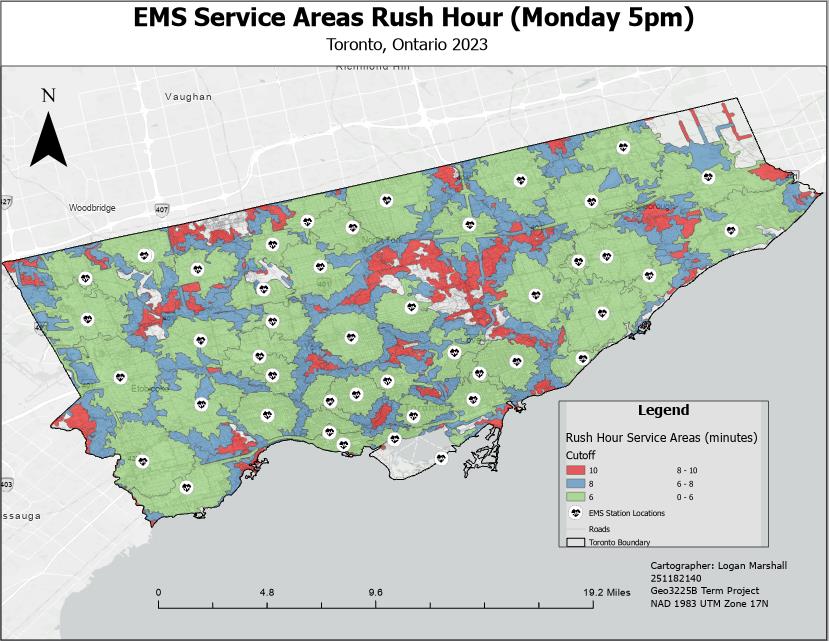 EMS Service Areas Rush Hour (Monday 5pm)
Toronto, Ontario 2023
Richmond Hill
Vaughan
N
Woodbridge
407
427
401
Etobicoke
403
ssauga
Legend
Rush Hour Service Areas (minutes)
Cutoff
10 8 - 10
8 6 - 8
6 0 - 6
EMS Station Locations
Roads
Toronto Boundary
Cartographer: Logan Marshall
251182140
Geo3225B Term Project
NAD 1983 UTM Zone 17N
0 4.8 9.6 19.2 Miles